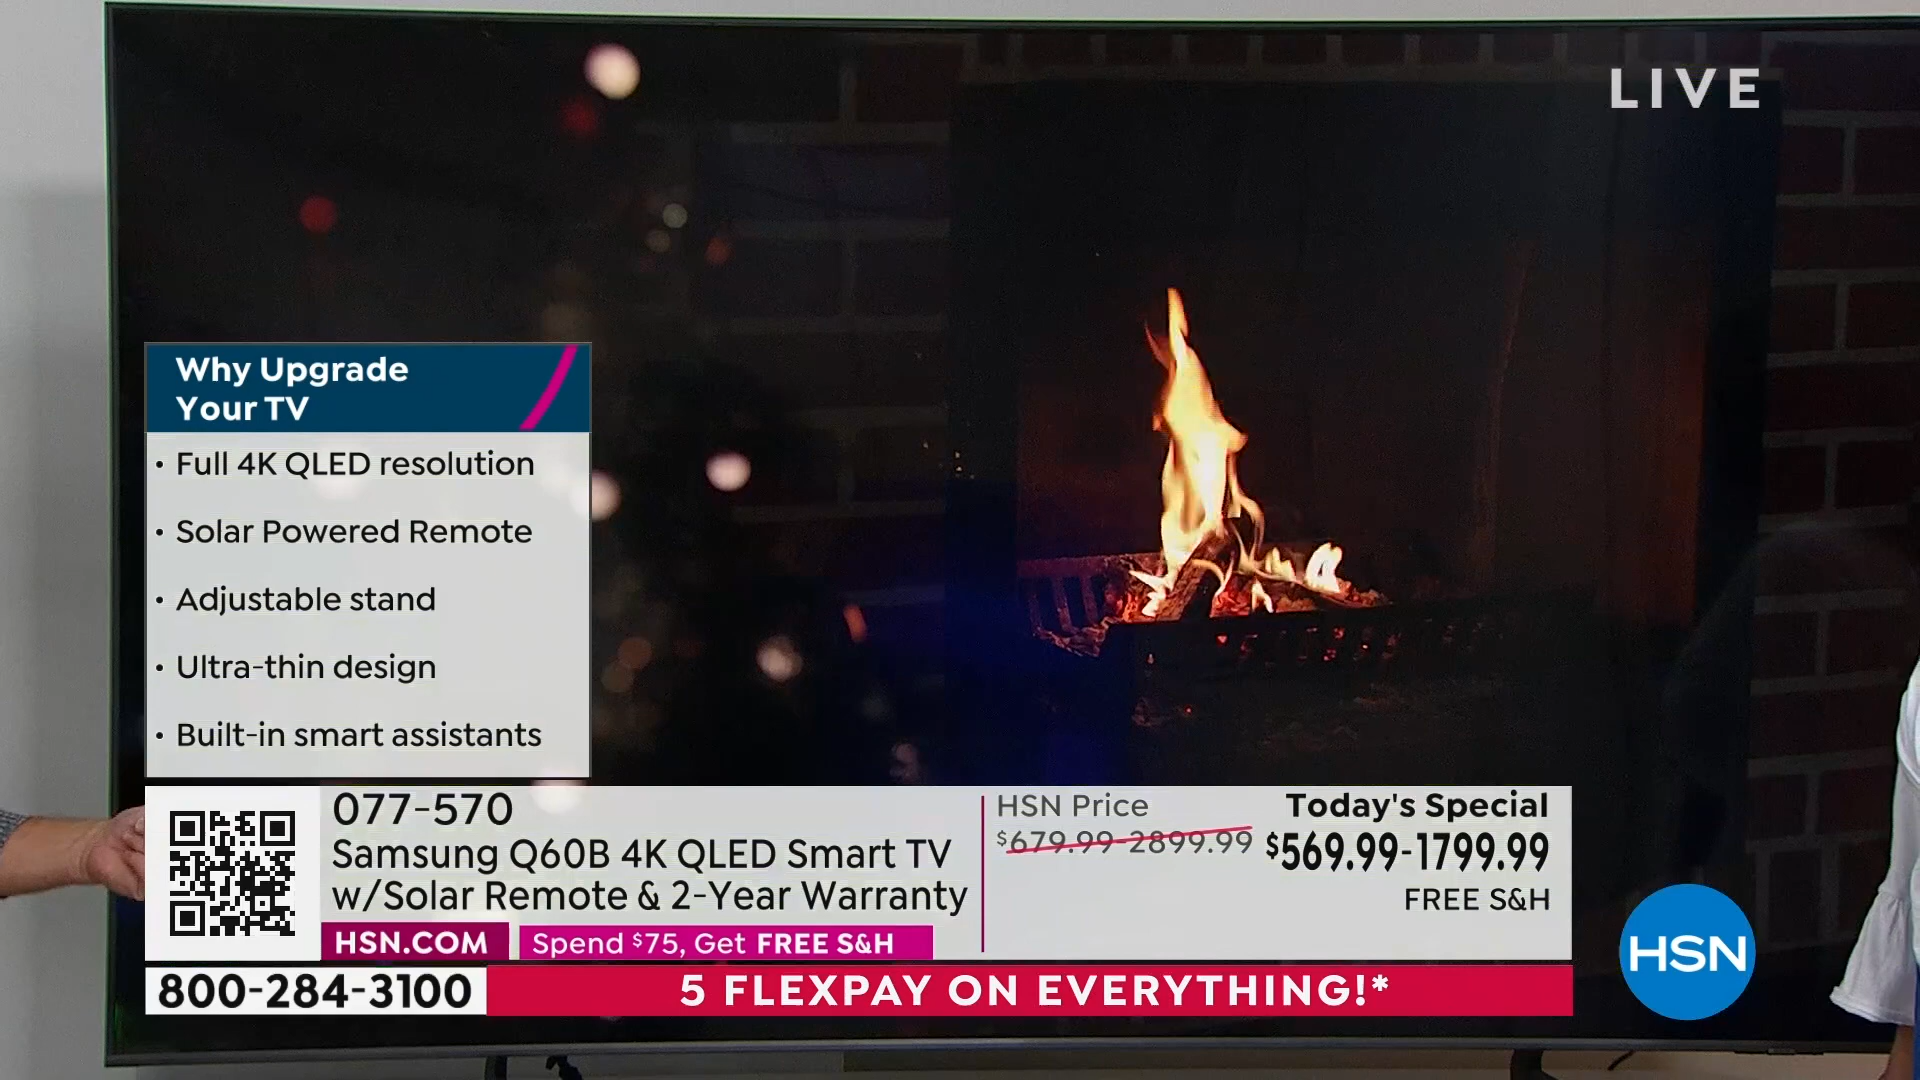 LIVE
Why Upgrade
Your TV
• Full 4K QLED resolution
• Solar Powered Remote
• Adjustable stand
• Ultra-thin design
• Built-in smart assistants
077-570
Samsung Q60B 4K QLED Smart TV
w/Solar Remote & 2-Year Warranty
HSN.COM
Spend $75, Get FREE S&H
HSN Price
$679.99-2899.99
Today's Special
$569.99-1799.99
FREE S&H
HSN
800-284-3100
5 FLEXPAY ON EVERYTHING!*